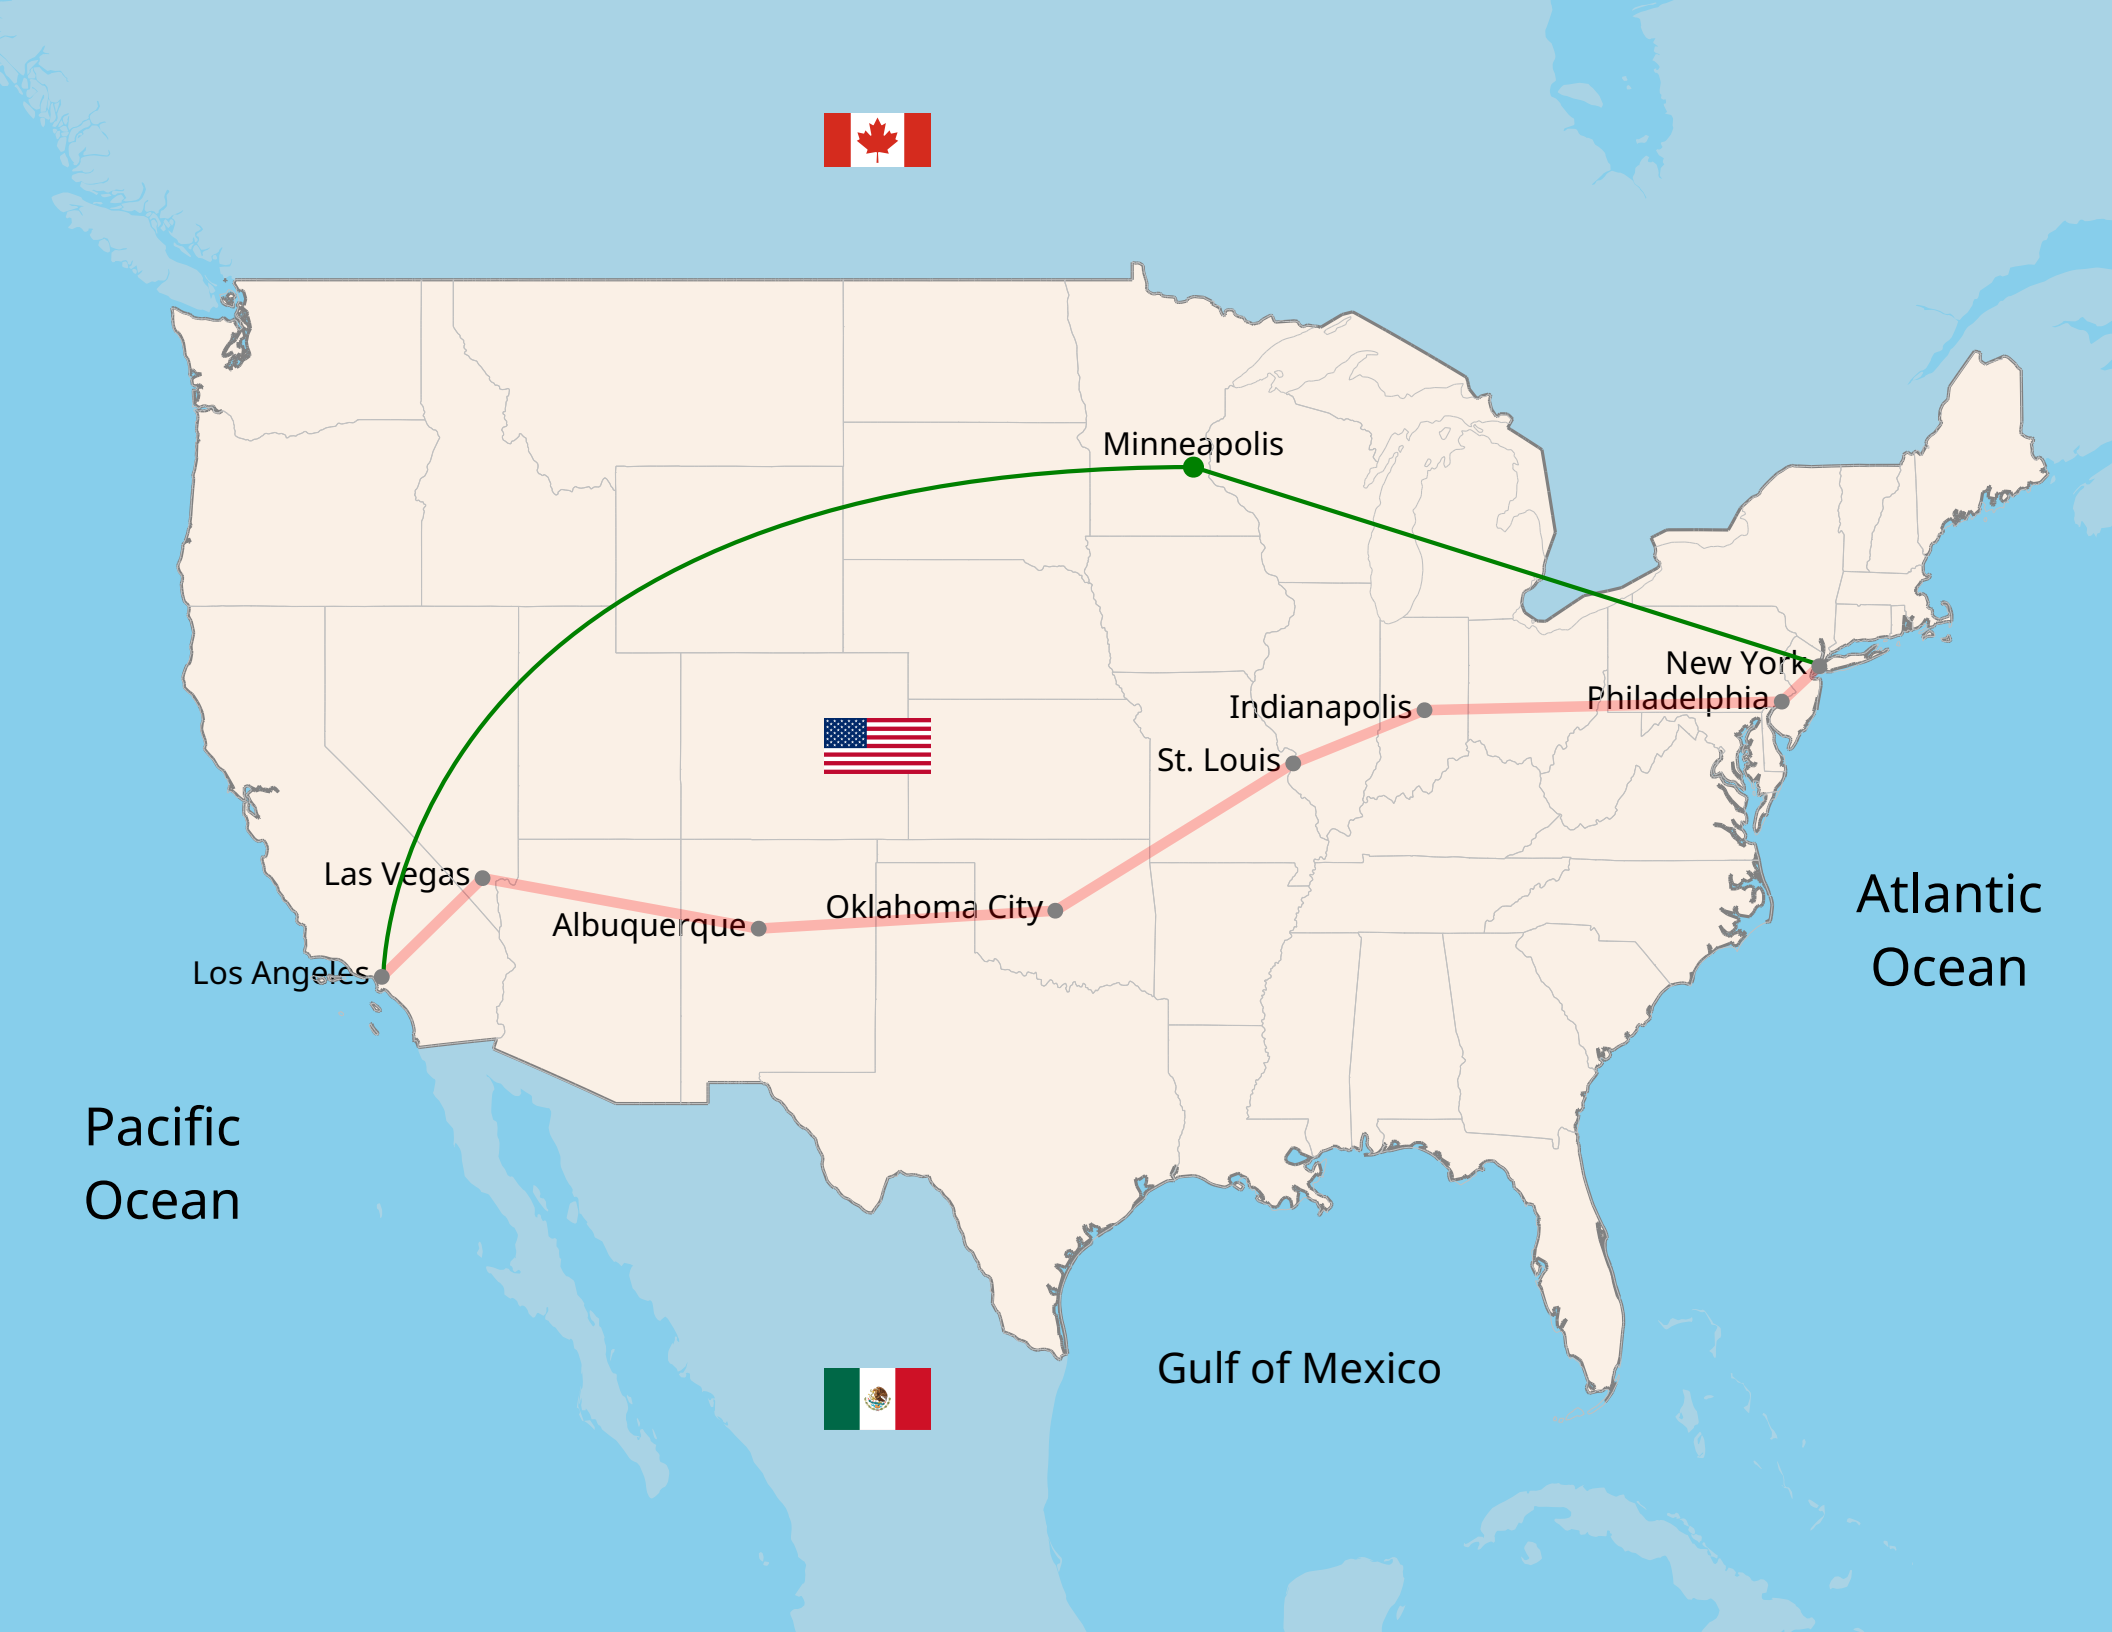 Minneapolis
New York
Philadelphia
Indianapolis
St. Louis
Las Vegas
Oklahoma City
Albuquerque
Los Angeles
Atlantic
Ocean
Pacific
Ocean
Gulf of Mexico